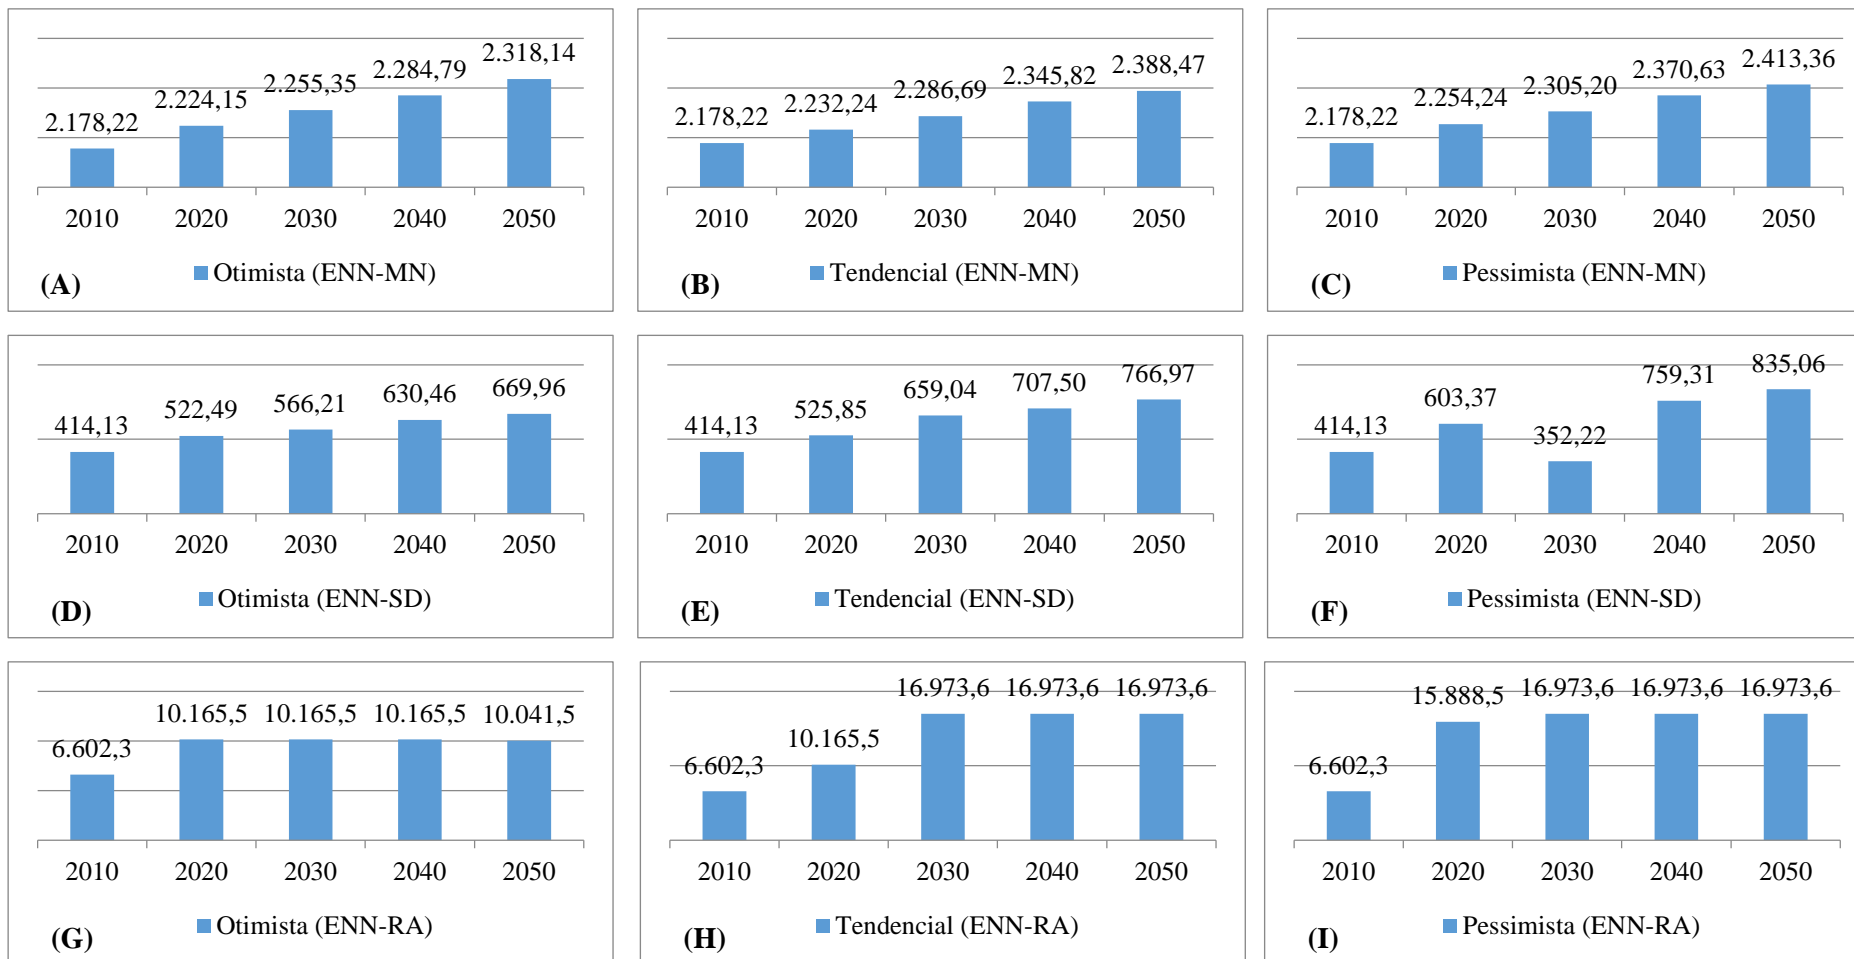 2.178,22 2.224,15 2.255,35 2.284,79 2.318,14
2010 2020 2030 2040 2050
Otimista (ENN-MN)
(A)
2.178,22 2.232,24 2.286,69 2.345,82 2.388,47
2010 2020 2030 2040 2050
Tendencial (ENN-MN)
(B)
2.178,22 2.254,24 2.305,20 2.370,63 2.413,36
2010 2020 2030 2040 2050
Pessimista (ENN-MN)
(C)
414,13 522,49 566,21 630,46 669,96
2010 2020 2030 2040 2050
Otimista (ENN-SD)
(D)
414,13 525,85 659,04 707,50 766,97
2010 2020 2030 2040 2050
Tendencial (ENN-SD)
(E)
414,13 603,37 352,22 759,31 835,06
2010 2020 2030 2040 2050
Pessimista (ENN-SD)
(F)
6.602,3 10.165,5 10.165,5 10.165,5 10.041,5
2010 2020 2030 2040 2050
Otimista (ENN-RA)
(G)
6.602,3 10.165,5 16.973,6 16.973,6 16.973,6
2010 2020 2030 2040 2050
Tendencial (ENN-RA)
(H)
6.602,3 15.888,5 16.973,6 16.973,6 16.973,6
2010 2020 2030 2040 2050
Pessimista (ENN-RA)
(I)